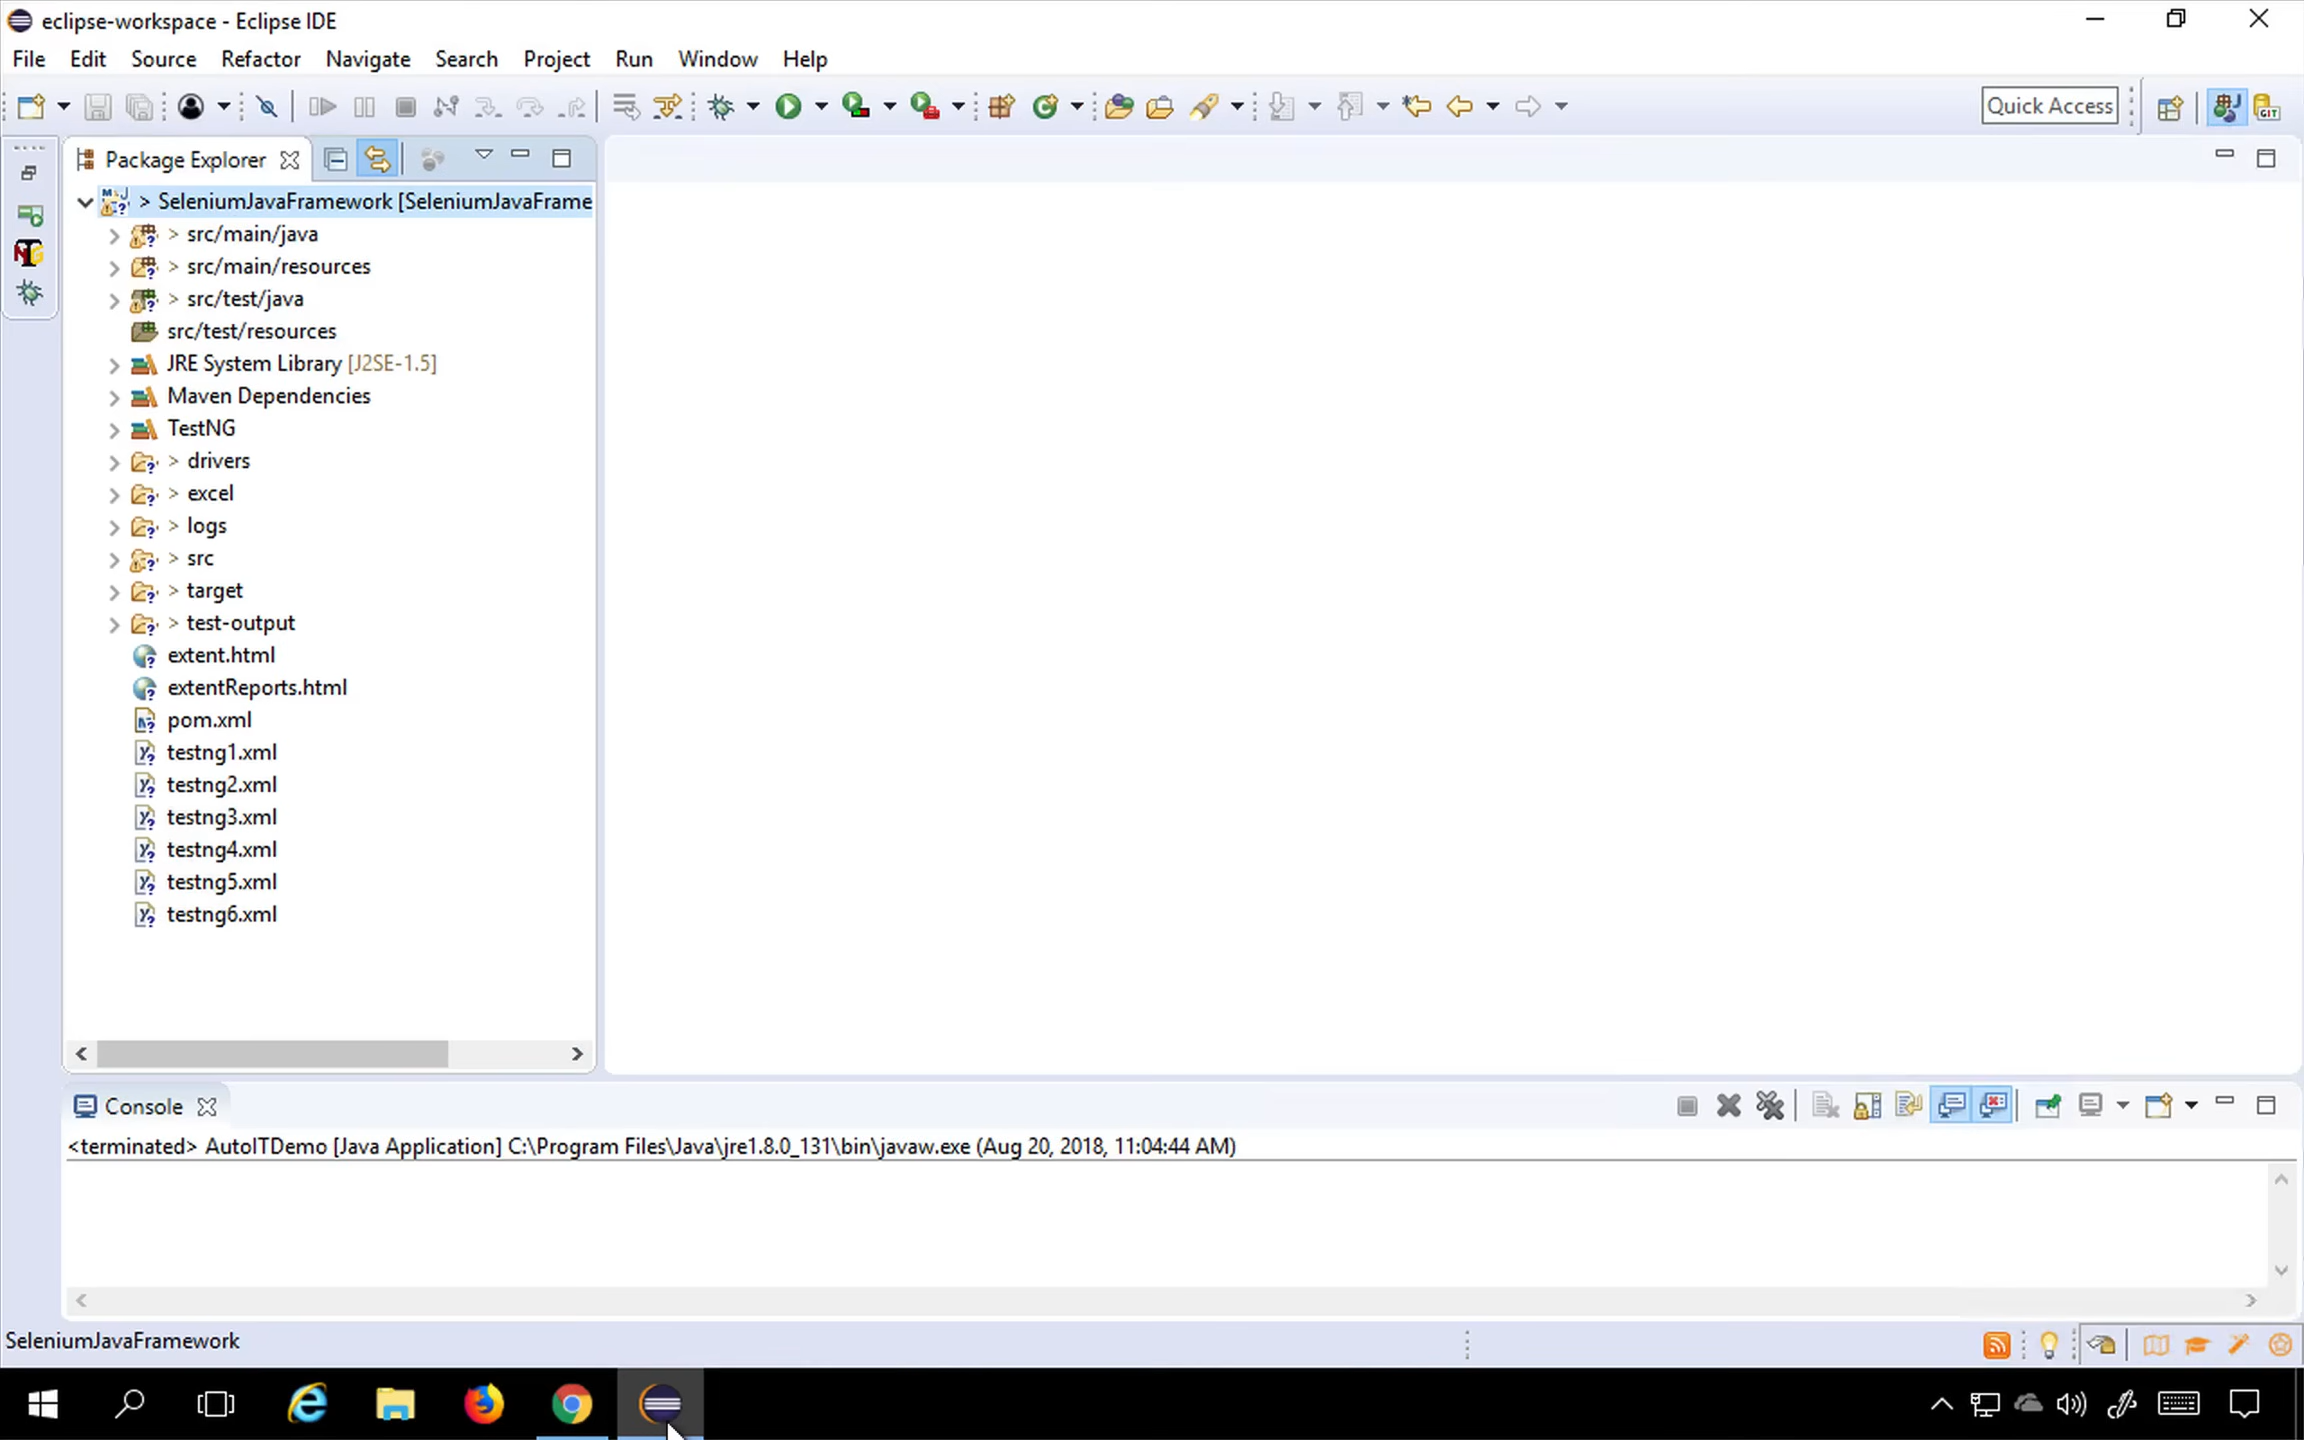 eclipse-workspace - Eclipse IDE
File Edit Source Refactor Navigate Search Project Run Window Help
Quick Access
Package Explorer
> SeleniumJavaFramework [SeleniumJavaFrame
> src/main/java
> src/main/resources
> src/test/java
src/test/resources
JRE System Library [J2SE-1.5]
Maven Dependencies
TestNG
> drivers
> excel
> logs
> src
> target
> test-output
extent.html
extentReports.html
pom.xml
testng1.xml
testng2.xml
testng3.xml
testng4.xml
testng5.xml
testng6.xml
Console
<terminated> AutoITDemo [Java Application] C:\Program Files\Java\jre1.8.0_131\bin\javaw.exe (Aug 20, 2018, 11:04:44 AM)
SeleniumJavaFramework